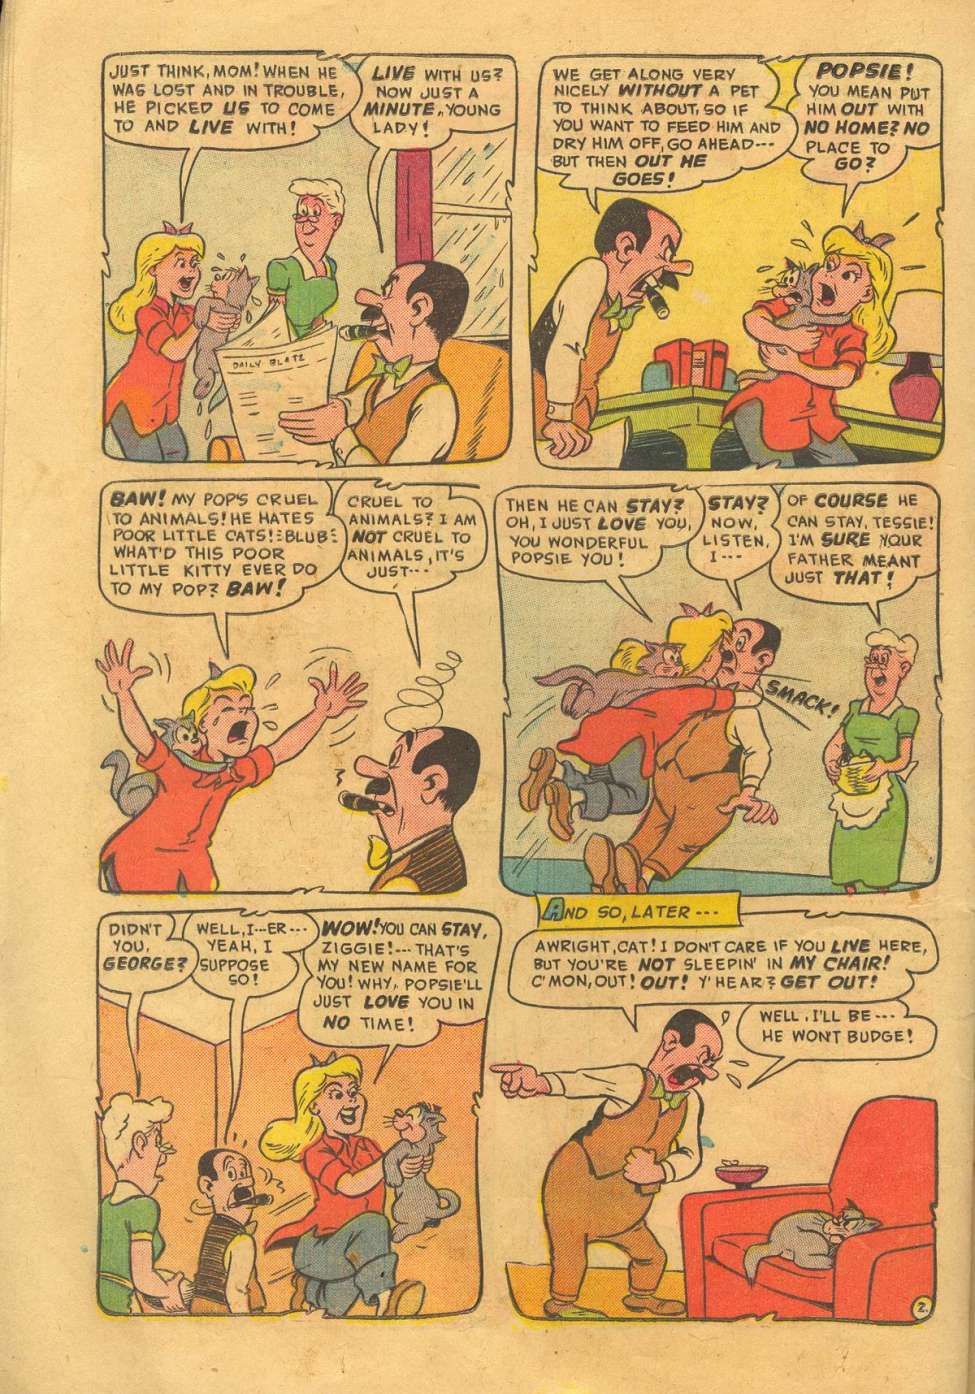 JUST THINK, MOM! WHEN HE
WAS LOST AND IN TROUBLE,
HE PICKED US TO COME
TO AND LIVE WITH!
LIVE WITH US?
NOW JUST A
MINUTE, YOUNG
LADY!
DAILY BLATZ
WE GET ALONG VERY
NICELY WITHOUT A PET
TO THINK ABOUT, SO IF
YOU WANT TO FEED HIM AND
DRY HIM OFF, GO AHEAD---
BUT THEN OUT HE
GOES!
POPSIE!
YOU MEAN PUT
HIM OUT WITH
NO HOME? NO
PLACE TO
GO?
BAW! MY POP'S CRUEL
TO ANIMALS! HE HATES
POOR LITTLE CATS! BLUB
WHAT'D THIS POOR
LITTLE KITTY EVER DO
TO MY POP? BAW!
CRUEL TO
ANIMALS? I AM
NOT CRUEL TO
ANIMALS, IT'S
JUST---
?
THEN HE CAN STAY?
OH, I JUST LOVE YOU,
YOU WONDERFUL
POPSIE YOU!
STAY?
NOW,
LISTEN,
I---
OF COURSE HE
CAN STAY, TESSIE!
I'M SURE YOUR
FATHER MEANT
JUST THAT!
SMACK!
DIDN'T
YOU,
GEORGE?
WELL, I---ER---
YEAH, I
SUPPOSE
SO!
WOW! YOU CAN STAY,
ZIGGIE!---THAT'S
MY NEW NAME FOR
YOU! WHY, POPSIE'LL
JUST LOVE YOU IN
NO TIME!
AND SO, LATER---
AWRIGHT, CAT! I DON'T CARE IF YOU LIVE HERE,
BUT YOU'RE NOT SLEEPIN' IN MY CHAIR!
C'MON, OUT! OUT! Y'HEAR? GET OUT!
WELL, I'LL BE---
HE WON'T BUDGE!
2.